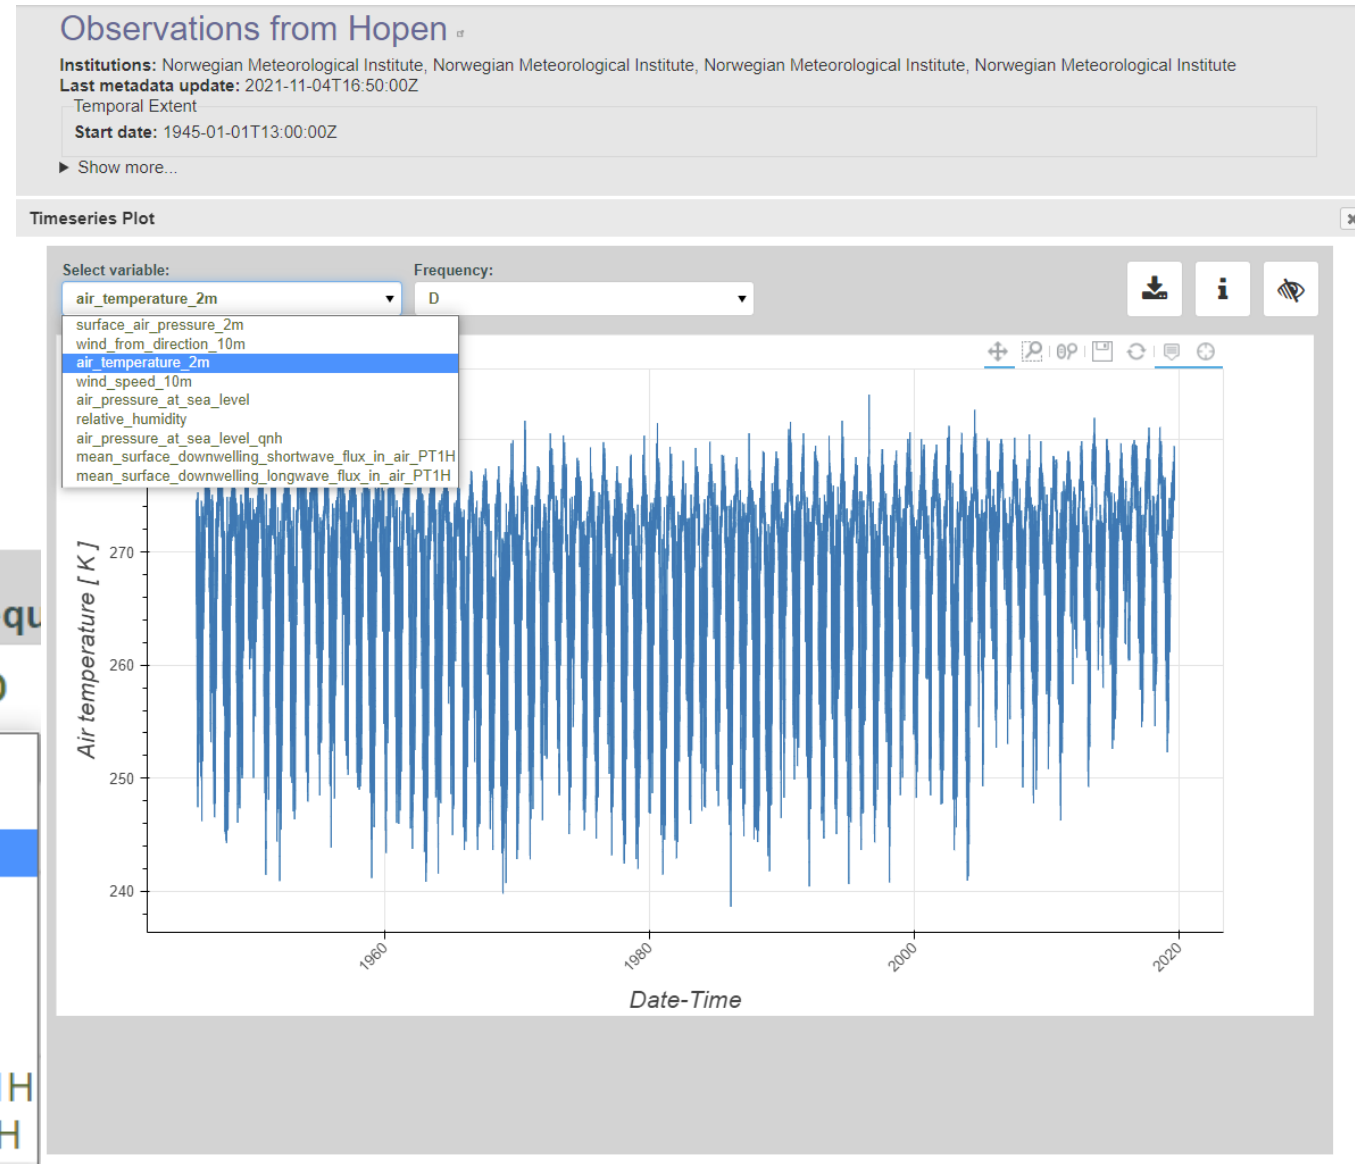 Observations from Hopen
Institutions: Norwegian Meteorological Institute, Norwegian Meteorological Institute, Norwegian Meteorological Institute, Norwegian Meteorological Institute
Last metadata update: 2021-11-04T16:50:00Z
Temporal Extent
Start date: 1945-01-01T13:00:00Z
Show more...
Timeseries Plot
Select variable:
Frequency:
air_temperature_2m
D
surface_air_pressure_2m
wind_from_direction_10m
air_temperature_2m
wind_speed_10m
air_pressure_at_sea_level
relative_humidity
air_pressure_at_sea_level_qnh
mean_surface_downwelling_shortwave_flux_in_air_PT1H
mean_surface_downwelling_longwave_flux_in_air_PT1H
Air temperature [ K ]
270
260
250
240
1960
1980
2000
2020
Date-Time
qu
H
H